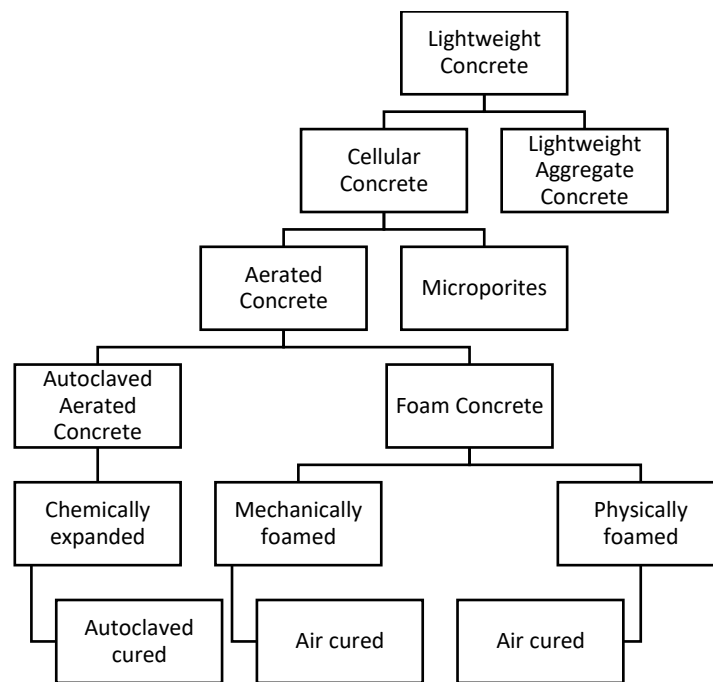 Lightweight
Concrete
Cellular
Concrete
Lightweight
Aggregate
Concrete
Aerated
Concrete
Microporites
Autoclaved
Aerated
Concrete
Foam Concrete
Chemically
expanded
Mechanically
foamed
Physically
foamed
Autoclaved
cured
Air cured
Air cured